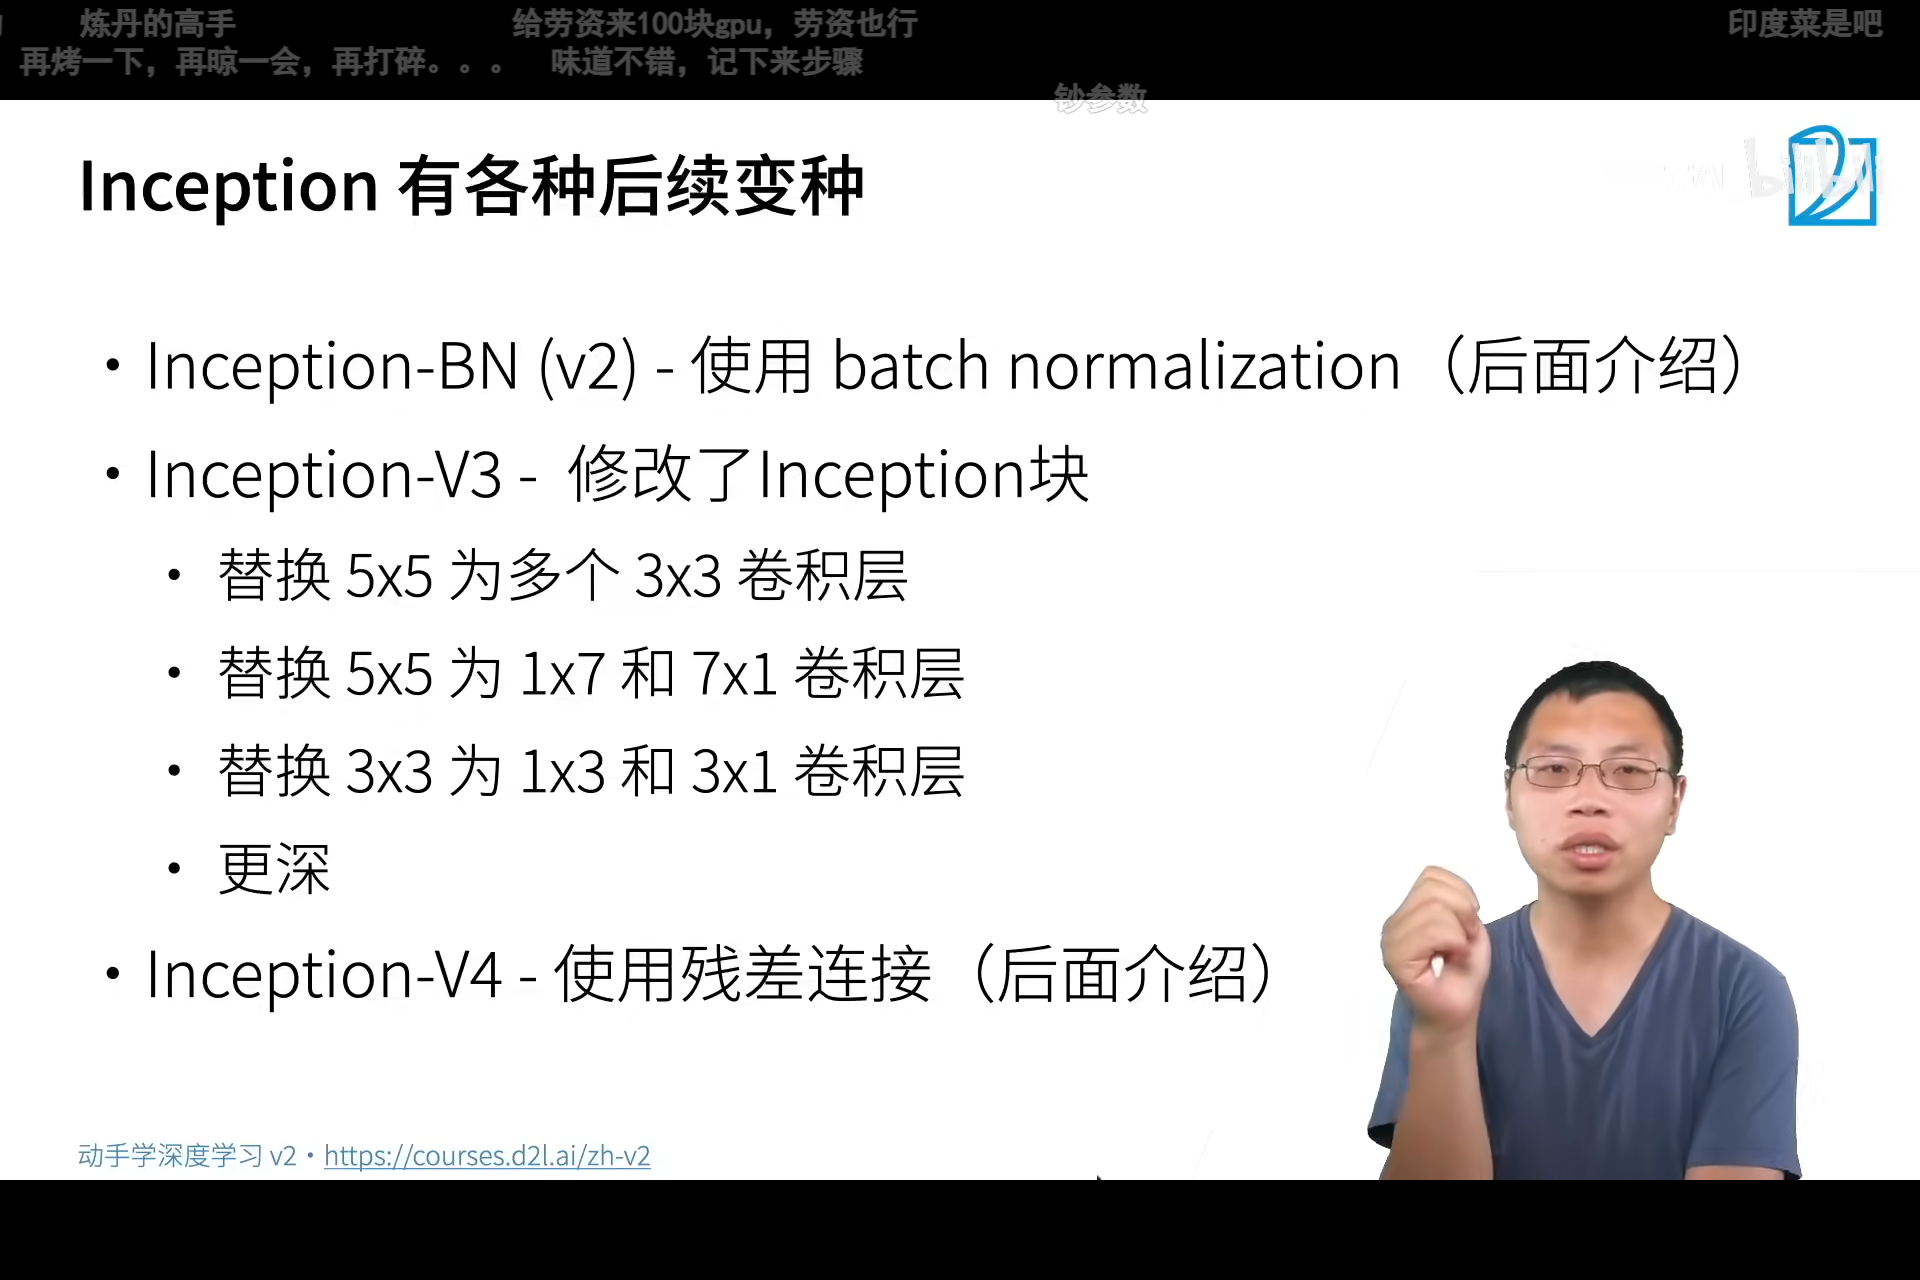 炼丹的高手 给劳资来100块gpu，劳资也行 印度菜是吧
再烤一下，再晾一会，再打碎。。。 味道不错，记下来步骤
钞参数
Inception 有各种后续变种
bilibili
• Inception-BN (v2) - 使用 batch normalization（后面介绍）
• Inception-V3 - 修改了Inception块
• 替换 5x5 为多个 3x3 卷积层
• 替换 5x5 为 1x7 和 7x1 卷积层
• 替换 3x3 为 1x3 和 3x1 卷积层
• 更深
• Inception-V4 - 使用残差连接（后面介绍）
动手学深度学习 v2 • https://courses.d2l.ai/zh-v2